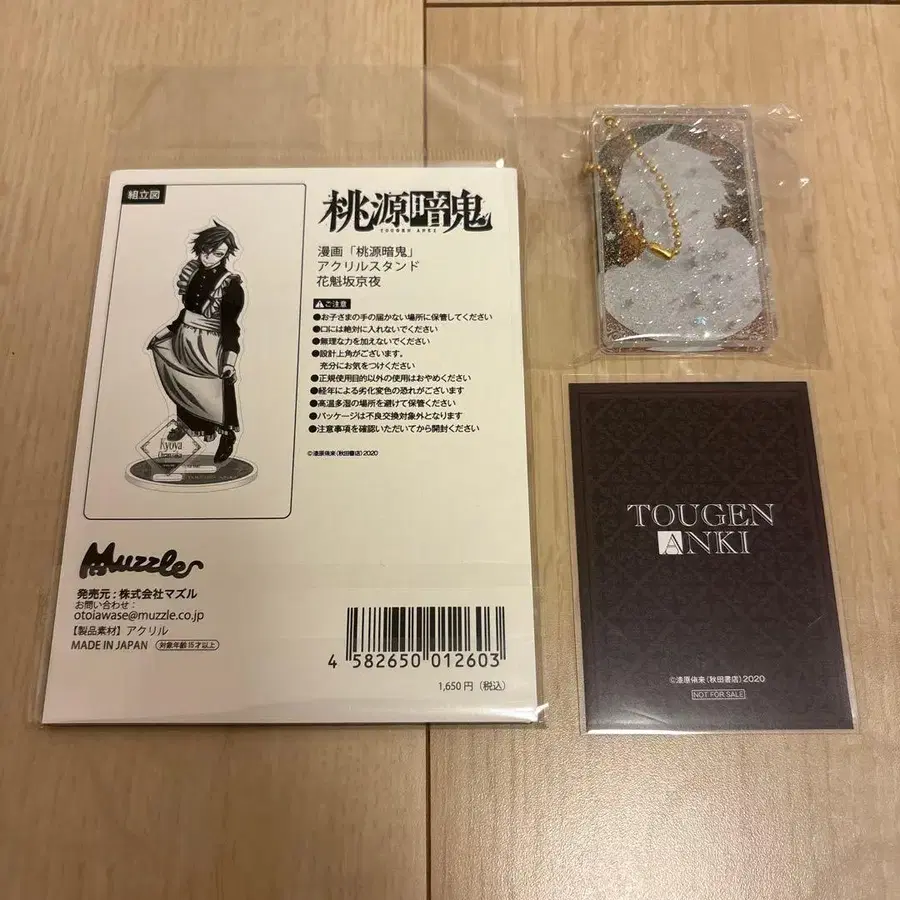 組立図
桃源暗鬼
TOUGEN ANKI
漫画「桃源暗鬼」
アクリルスタンド
花魁坂京夜
ご注意
●お子さまの手の届かない場所に保管してください
●口には絶対に入れないでください
●無理な力を加えないでください
●設計上角がございます。
充分にお気をつけください
●正規使用目的以外の使用はおやめください
●経年による劣化変色の恐れがございます
●高温多湿の場所を避けて保管ください
●パッケージは不良交換対象外となります
●注意事項を確認いただいてから開封ください
©漆原侑来(秋田書店)2020
Kyoya
Muzzle
発売元:株式会社マズル
お問い合わせ:
otoiawase@muzzle.co.jp
【製品素材】アクリル
MADE IN JAPAN
対象年齢15才以上
4 582650 012603
1,650円(税込)
TOUGEN
ANKI
©漆原侑来(秋田書店)2020
NOT FOR SALE